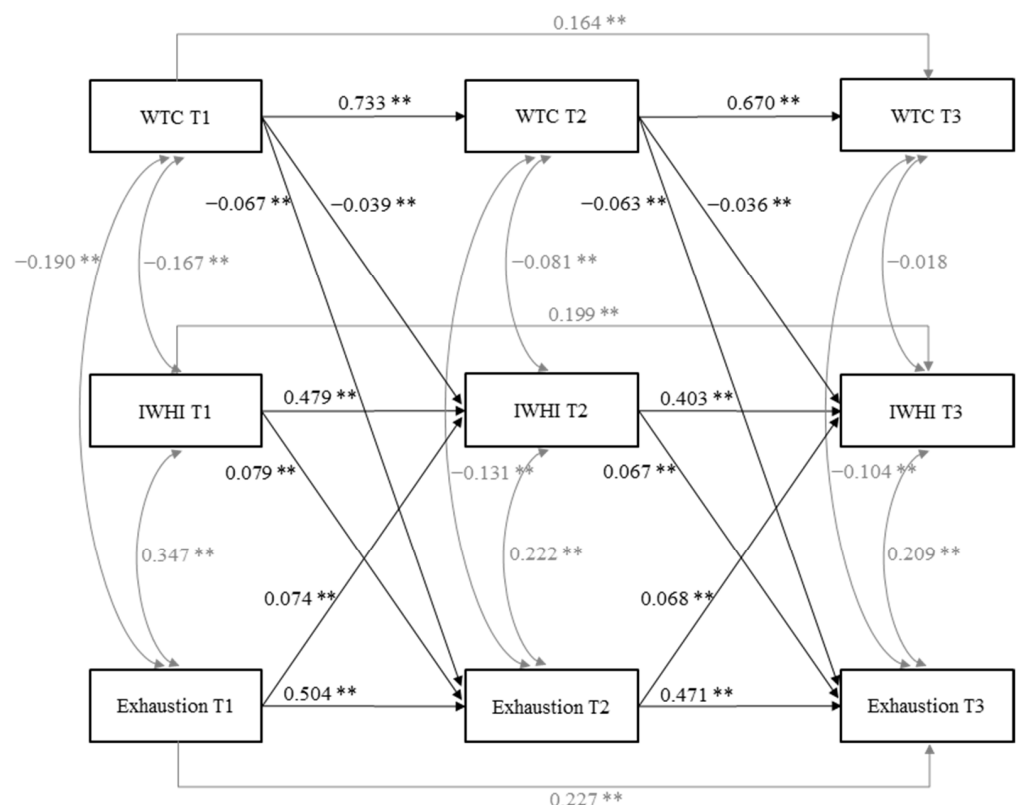 0.164 **
WTC T1
0.733 **
WTC T2
0.670 **
WTC T3
−0.067 **
−0.039 **
−0.063 **
−0.036 **
−0.190 **
−0.167 **
−0.081 **
−0.018
0.199 **
IWHI T1
0.479 **
IWHI T2
0.403 **
IWHI T3
0.079 **
−0.131 **
0.067 **
−0.104 **
0.347 **
0.222 **
0.209 **
0.074 **
0.068 **
Exhaustion T1
0.504 **
Exhaustion T2
0.471 **
Exhaustion T3
0.227 **